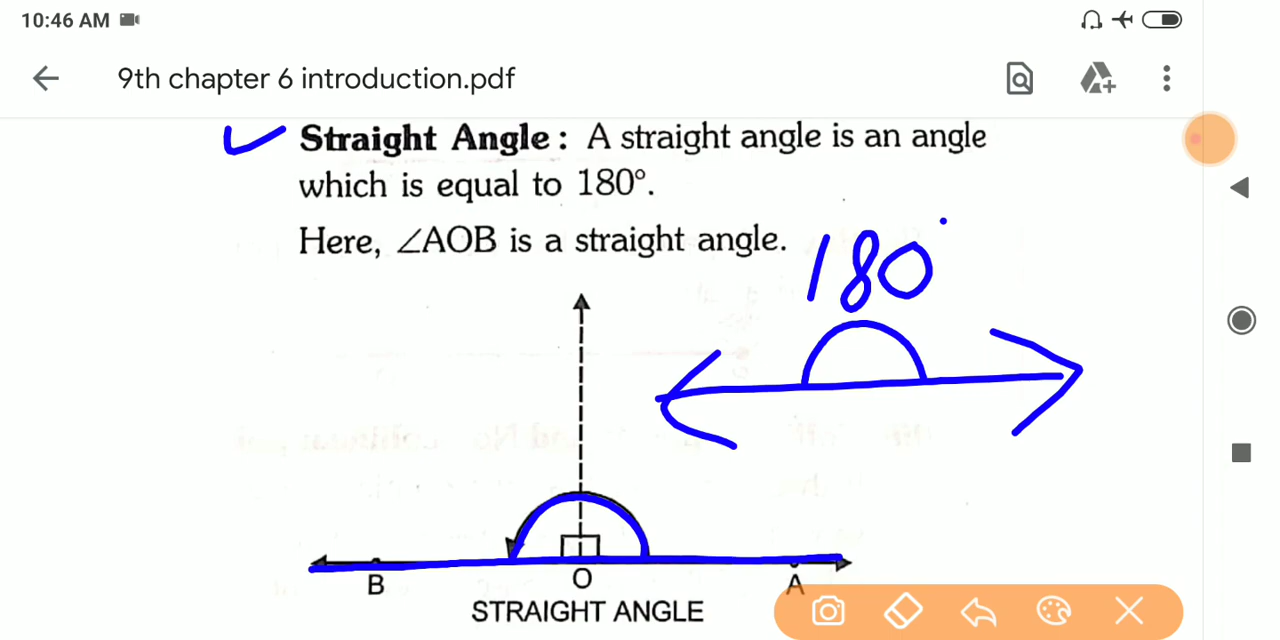 10:46 AM
9th chapter 6 introduction.pdf
Straight Angle : A straight angle is an angle
which is equal to 180°.
Here, ∠AOB is a straight angle.
180°
B O A
STRAIGHT ANGLE